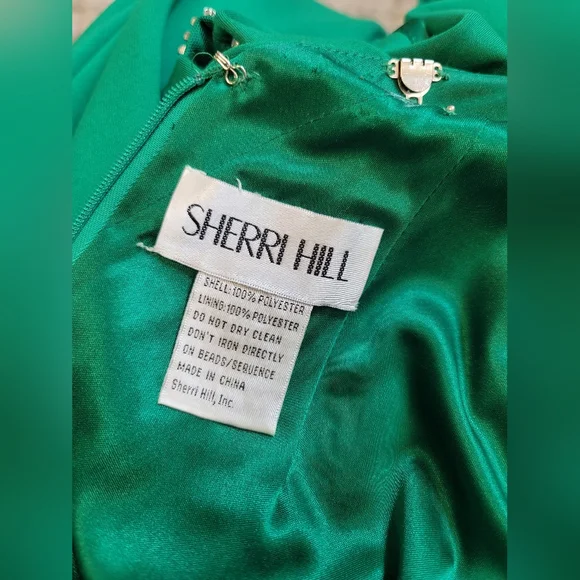 SHERRI HILL
SHELL:100% POLYESTER
LINING:100% POLYESTER
DO NOT DRY CLEAN
DON'T IRON DIRECTLY
ON BEADS/SEQUENCE
MADE IN CHINA
Sherri Hill, Inc.